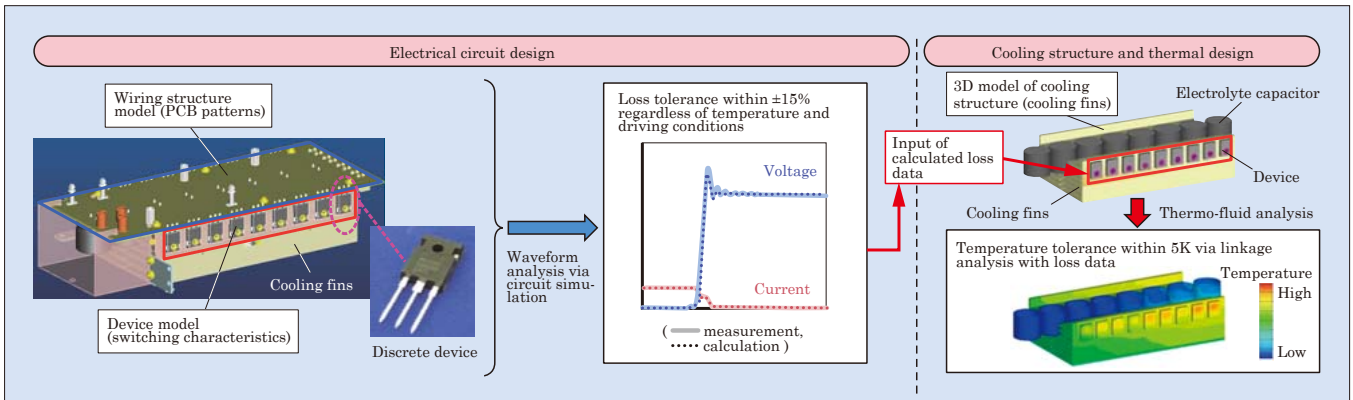 Electrical circuit design
Wiring structure
model (PCB patterns)
Cooling fins
Device model
(switching characteristics)
Discrete device
Waveform
analysis via
circuit simu-
lation
Loss tolerance within ±15%
regardless of temperature and
driving conditions
Voltage
Current
( measurement,
calculation )
Cooling structure and thermal design
3D model of cooling
structure (cooling fins)
Electrolyte capacitor
Input of
calculated loss
data
Device
Cooling fins
Thermo-fluid analysis
Temperature tolerance within 5K via linkage
analysis with loss data
Temperature
High
Low